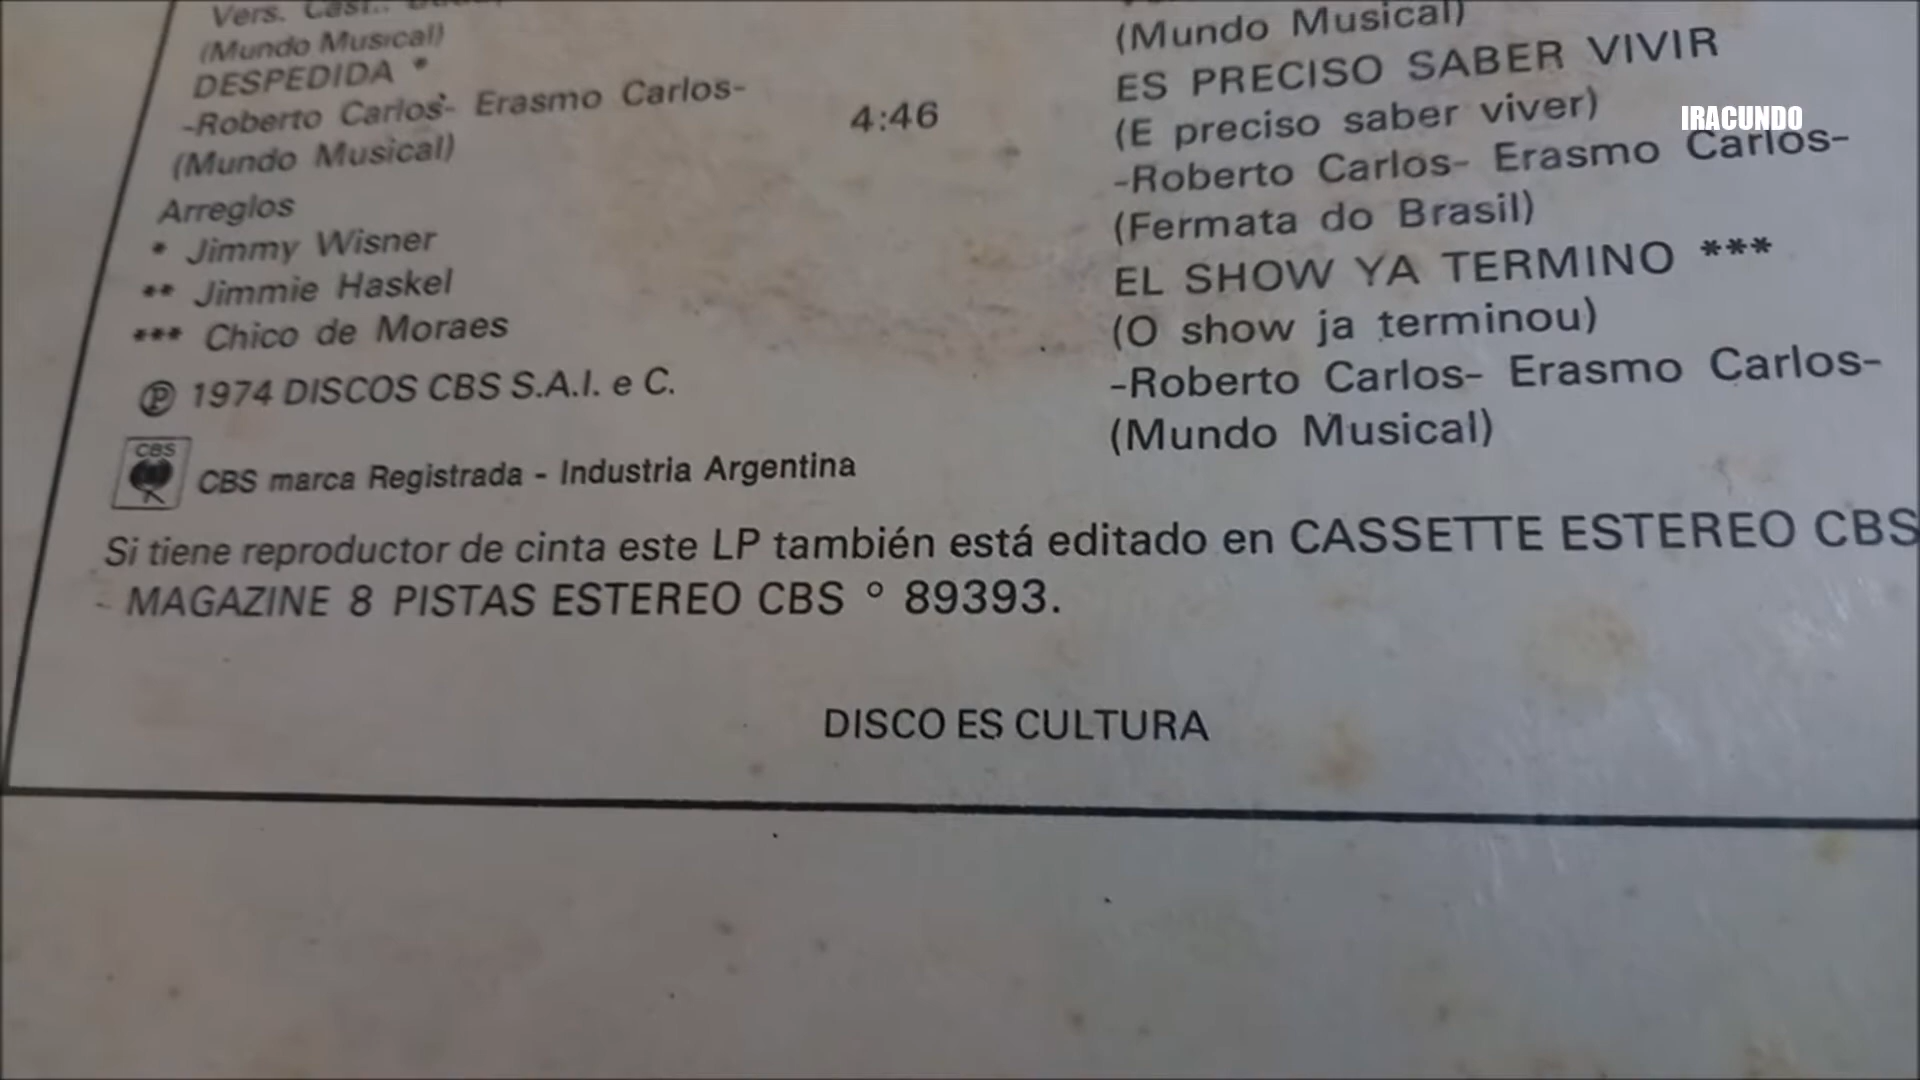 Vers. Cast..
(Mundo Musical)
DESPEDIDA *
-Roberto Carlos- Erasmo Carlos-
4:46
(Mundo Musical)
Arreglos
* Jimmy Wisner
** Jimmie Haskel
*** Chico de Moraes
℗ 1974 DISCOS CBS S.A.I. e C.
CBS
CBS marca Registrada - Industria Argentina
(Mundo Musical)
ES PRECISO SABER VIVIR
(E preciso saber viver)
-Roberto Carlos- Erasmo Carlos-
(Fermata do Brasil)
EL SHOW YA TERMINO ***
(O show ja terminou)
-Roberto Carlos- Erasmo Carlos-
(Mundo Musical)
Si tiene reproductor de cinta este LP también está editado en CASSETTE ESTEREO CBS
- MAGAZINE 8 PISTAS ESTEREO CBS ° 89393.
DISCO ES CULTURA
IRACUNDO